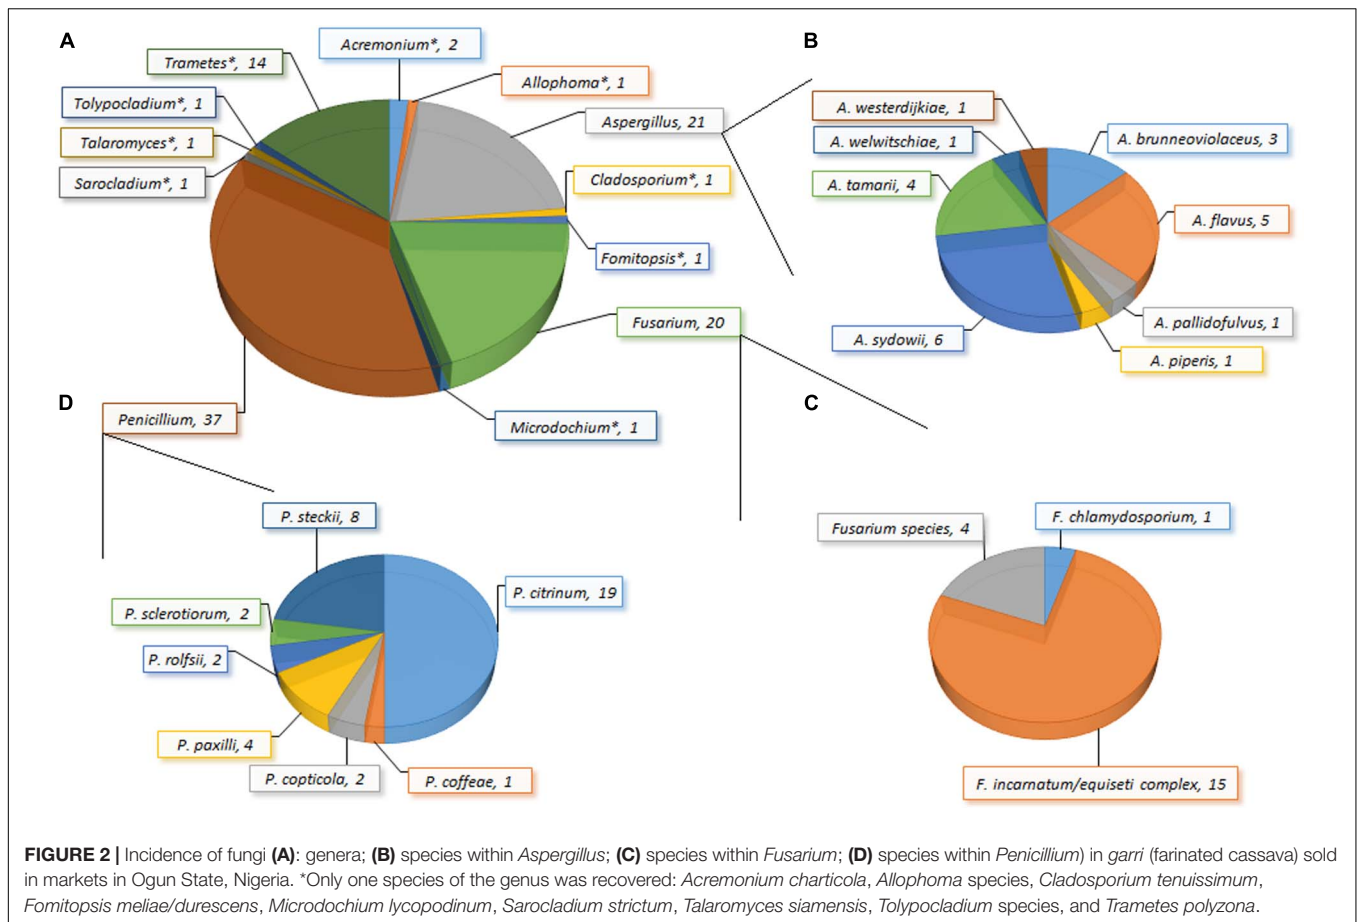 A
Acremonium*, 2
Trametes*, 14
Allophoma*, 1
Tolypocladium*, 1
Aspergillus, 21
Talaromyces*, 1
Sarocladium*, 1
Cladosporium*, 1
Fomitopsis*, 1
Fusarium, 20
Microdochium*, 1
Penicillium, 37
B
A. westerdijkiae, 1
A. brunneoviolaceus, 3
A. welwitschiae, 1
A. tamarii, 4
A. flavus, 5
A. pallidofulvus, 1
A. sydowii, 6
A. piperis, 1
D
P. steckii, 8
P. citrinum, 19
P. sclerotiorum, 2
P. rolfsii, 2
P. paxilli, 4
P. copticola, 2
P. coffeae, 1
C
F. chlamydosporium, 1
Fusarium species, 4
F. incarnatum/equiseti complex, 15
FIGURE 2 | Incidence of fungi (A): genera; (B) species within Aspergillus; (C) species within Fusarium; (D) species within Penicillium) in garri (farinated cassava) sold
in markets in Ogun State, Nigeria. *Only one species of the genus was recovered: Acremonium charticola, Allophoma species, Cladosporium tenuissimum,
Fomitopsis meliae/durescens, Microdochium lycopodinum, Sarocladium strictum, Talaromyces siamensis, Tolypocladium species, and Trametes polyzona.